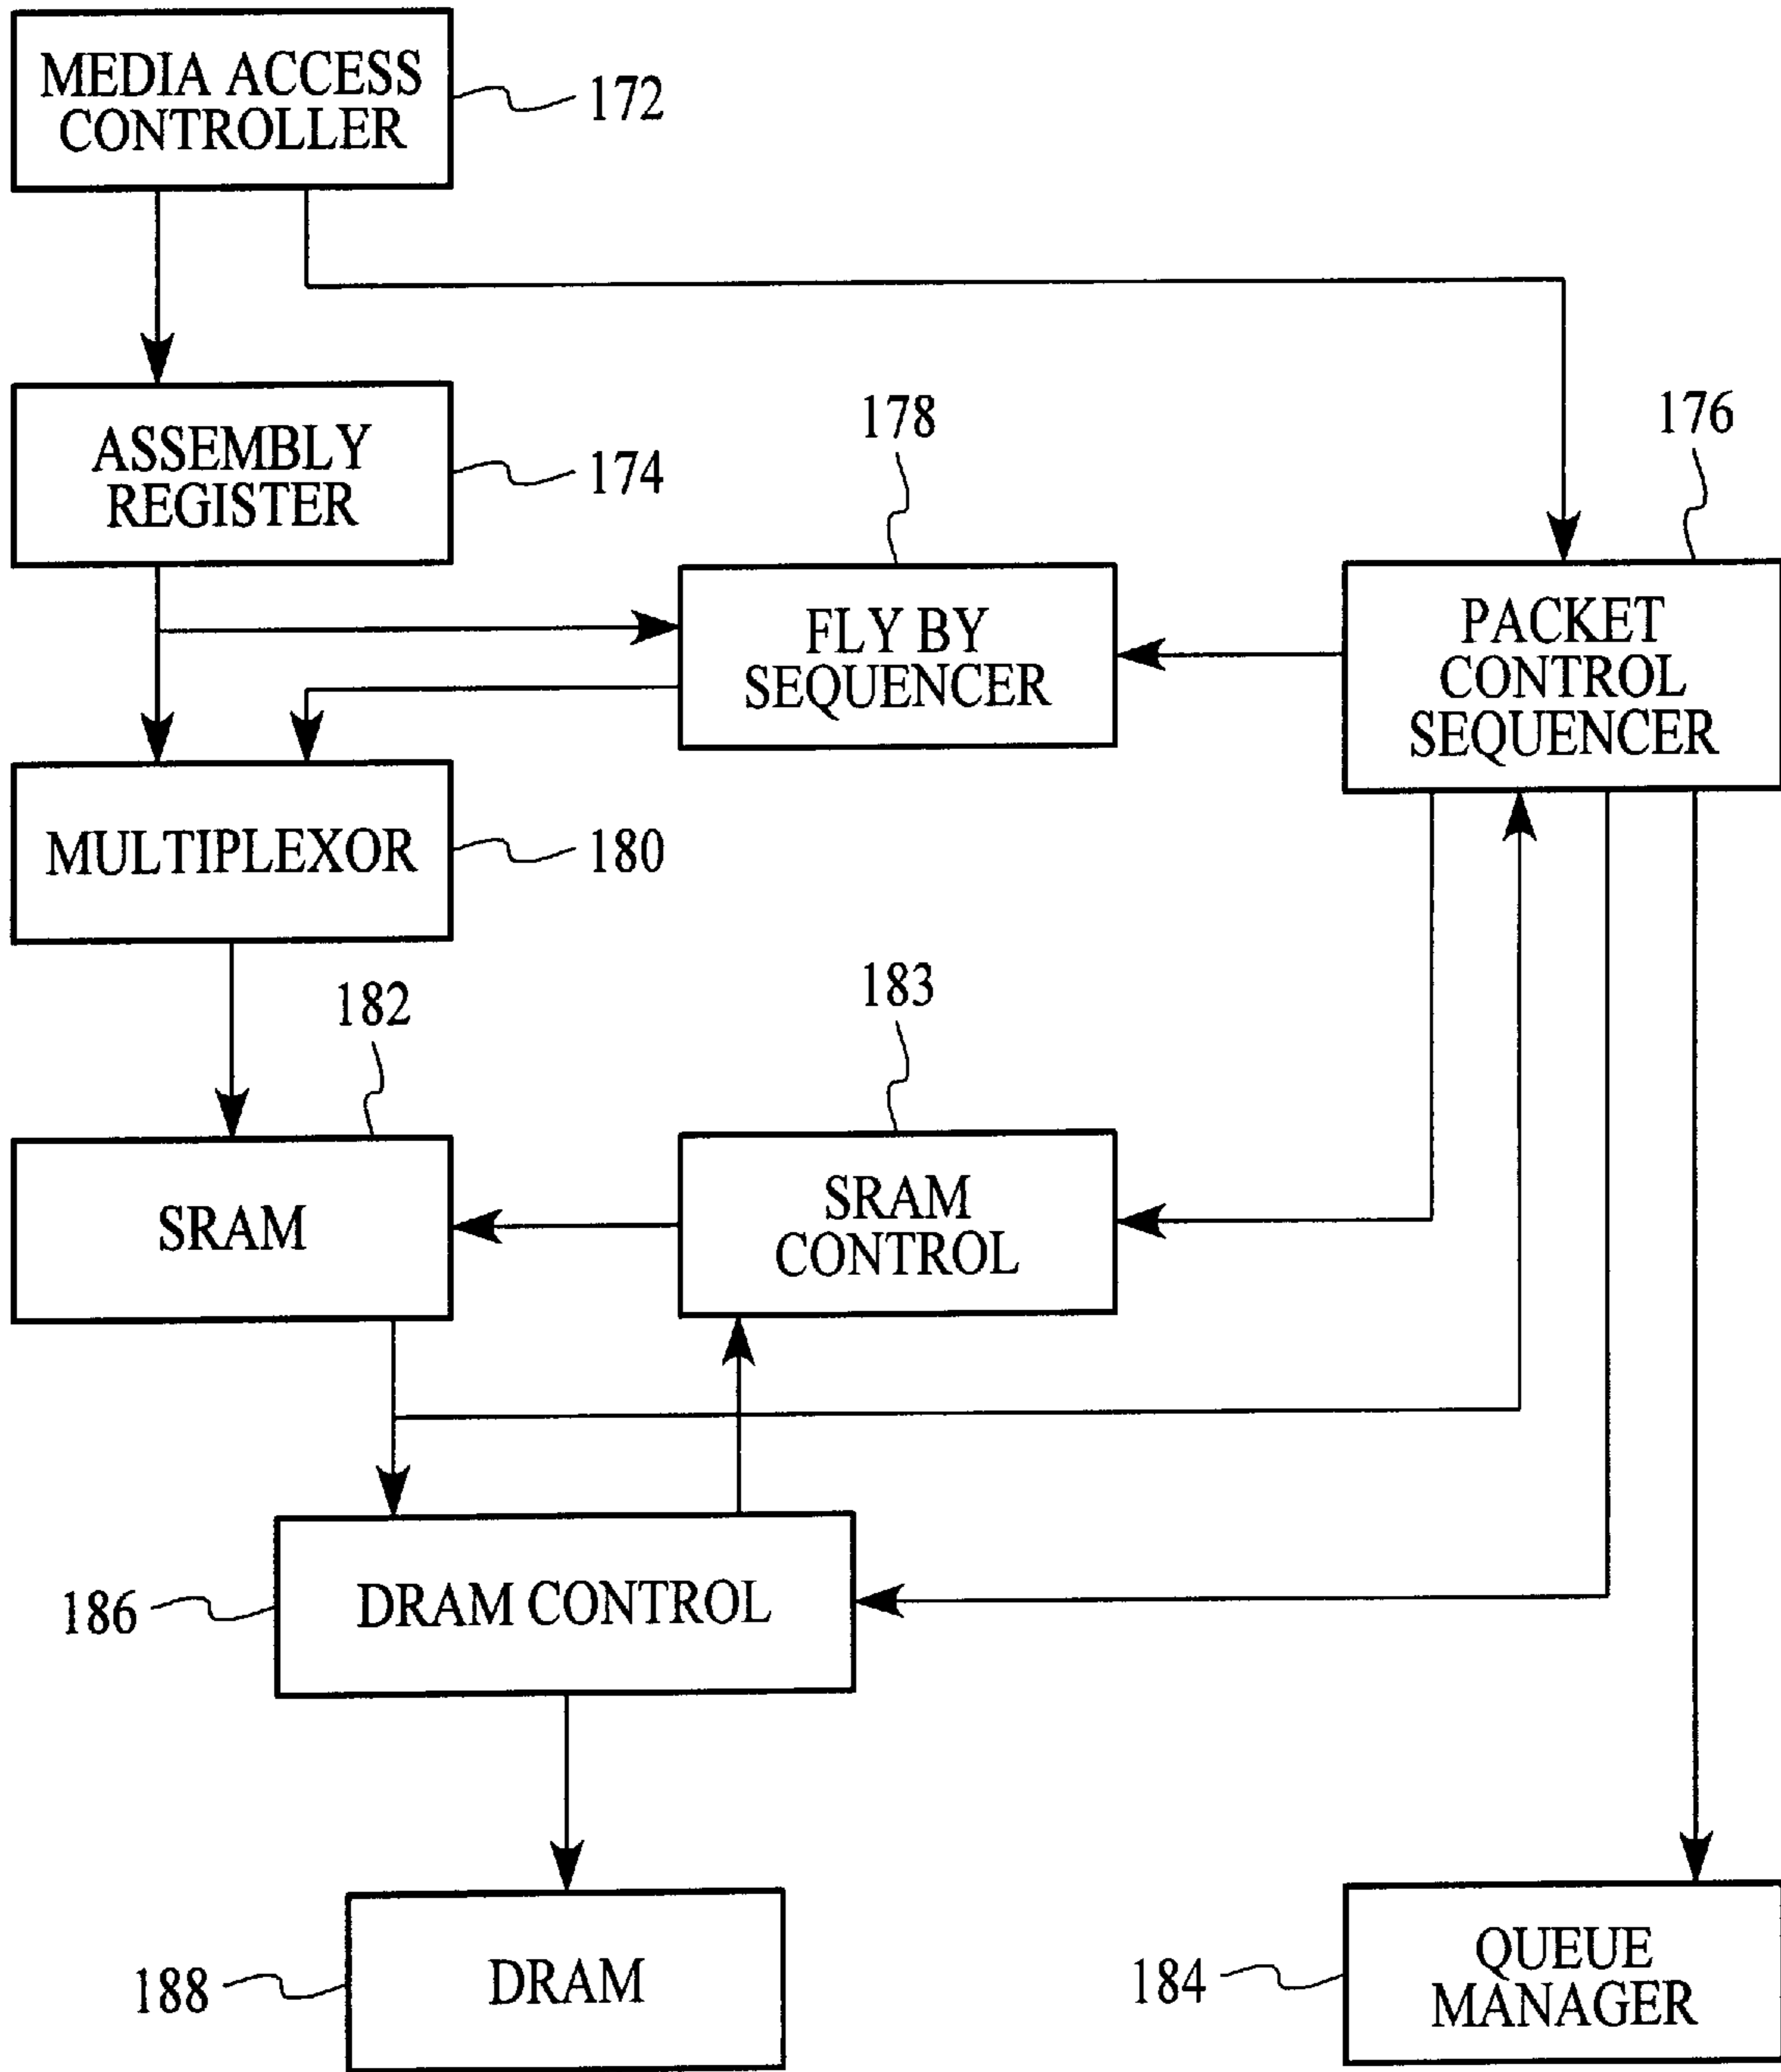 MEDIA ACCESS
CONTROLLER
172
ASSEMBLY
REGISTER
174
178
176
FLY BY
SEQUENCER
PACKET
CONTROL
SEQUENCER
MULTIPLEXOR
180
182
183
SRAM
SRAM
CONTROL
186
DRAM CONTROL
188
DRAM
184
QUEUE
MANAGER